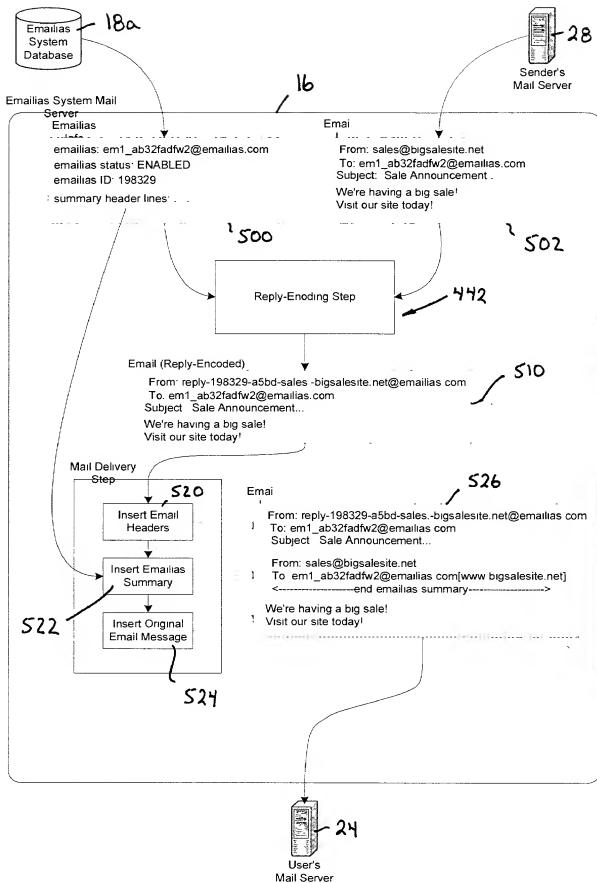 Emailias
System
Database
18a
28
Sender's
Mail Server
Emailias System Mail
Server
16
Emailias
emailias: em1_ab32fadfw2@emailias.com
emailias status: ENABLED
emailias ID: 198329
summary header lines: . .
500
Emai
From: sales@bigsalesite.net
To: em1_ab32fadfw2@emailias.com
Subject: Sale Announcement .
We're having a big sale!
Visit our site today!
502
Reply-Enoding Step
442
Email (Reply-Encoded)
From: reply-198329-a5bd-sales -bigsalesite.net@emailias com
To. em1_ab32fadfw2@emailias.com
Subject Sale Announcement...
We're having a big sale!
Visit our site today!
510
Mail Delivery
Step
520
Insert Email
Headers
Insert Emailias
Summary
522
Insert Original
Email Message
524
Emai
526
From: reply-198329-a5bd-sales.-bigsalesite.net@emailias com
To: em1_ab32fadfw2@emailias com
Subject Sale Announcement...
From: sales@bigsalesite.net
To em1_ab32fadfw2@emailias com[www bigsalesite.net]
<--------------------end emailias summary------------------>
We're having a big sale!
Visit our site today!
24
User's
Mail Server